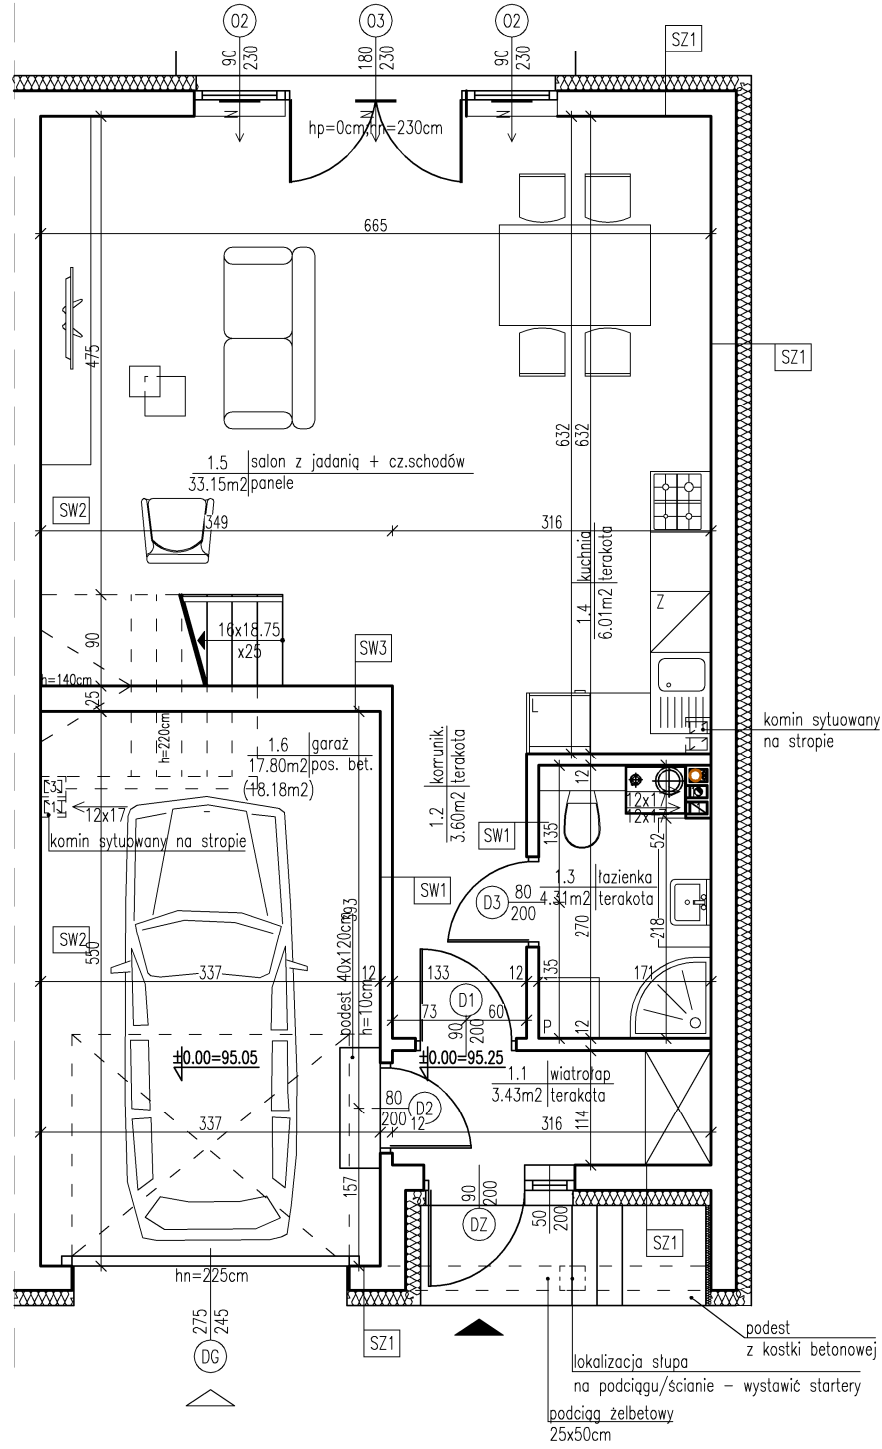 O2
O3
O2
9C
230
180
230
9C
230
SZ1
N
N
N
hp=0cm,hn=230cm
665
475
SZ1
632
632
1.5 salon z jadanią + cz.schodów
33.15m2 panele
SW2
349
316
1.4 kuchnia
6.01m2 terakota
Z
90
16x18.75
x25
SW3
h=140cm
25
L
h=220cm
1.6 garaż
17.80m2 pos. bet.
(18.18m2)
1.2 komunik.
3.60m2 terakota
komin sytuowany
na stropie
12
3
1
12x17
12x17
12x17
komin sytuowany na stropie
135
SW1
52
SW1
1.3 łazienka
4.31m2 terakota
D3
80
200
SW2
550
393
podest 40x120cm
h=10cm
270
218
337
12
133
12
135
171
73
60
D1
90
200
P
12
±0.00=95.05
±0.00=95.25
1.1 wiatrołap
3.43m2 terakota
80
200
D2
337
12
316
114
157
90
200
50
200
DZ
SZ1
hn=225cm
275
245
DG
SZ1
podest
z kostki betonowej
lokalizacja słupa
na podciągu/ścianie – wystawić startery
podciąg żelbetowy
25x50cm